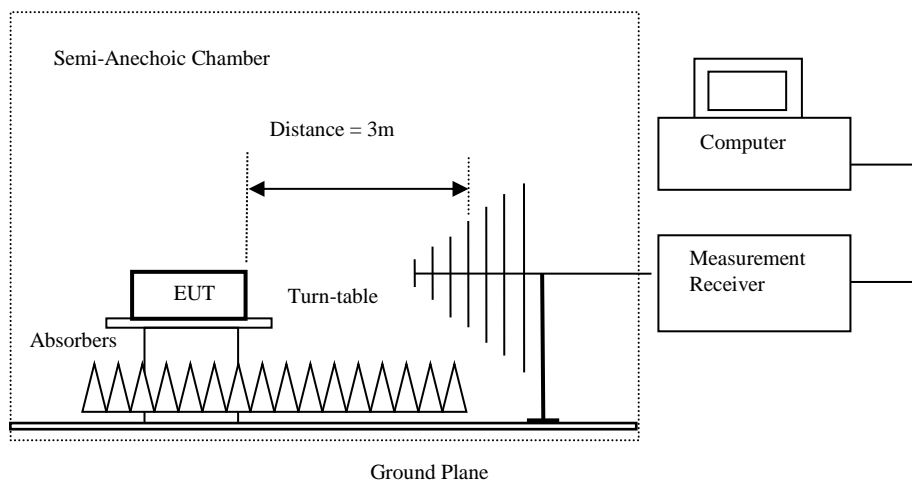 Semi-Anechoic Chamber
Distance = 3m
Computer
Measurement
Receiver
EUT
Turn-table
Absorbers
Ground Plane